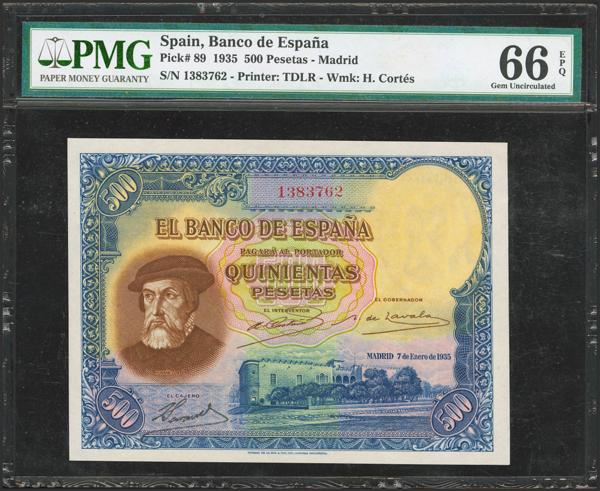 PMG
PAPER MONEY GUARANTY
Spain, Banco de España
Pick# 89 1935 500 Pesetas - Madrid
S/N 1383762 - Printer: TDLR - Wmk: H. Cortés
66 EPQ
Gem Uncirculated
500
1383762
EL BANCO DE ESPAÑA
PAGARÁ AL PORTADOR
QUINIENTAS
PESETAS
EL INTERVENTOR
EL GOBERNADOR
MADRID 7 de Enero de 1935
EL CAJERO
500
500